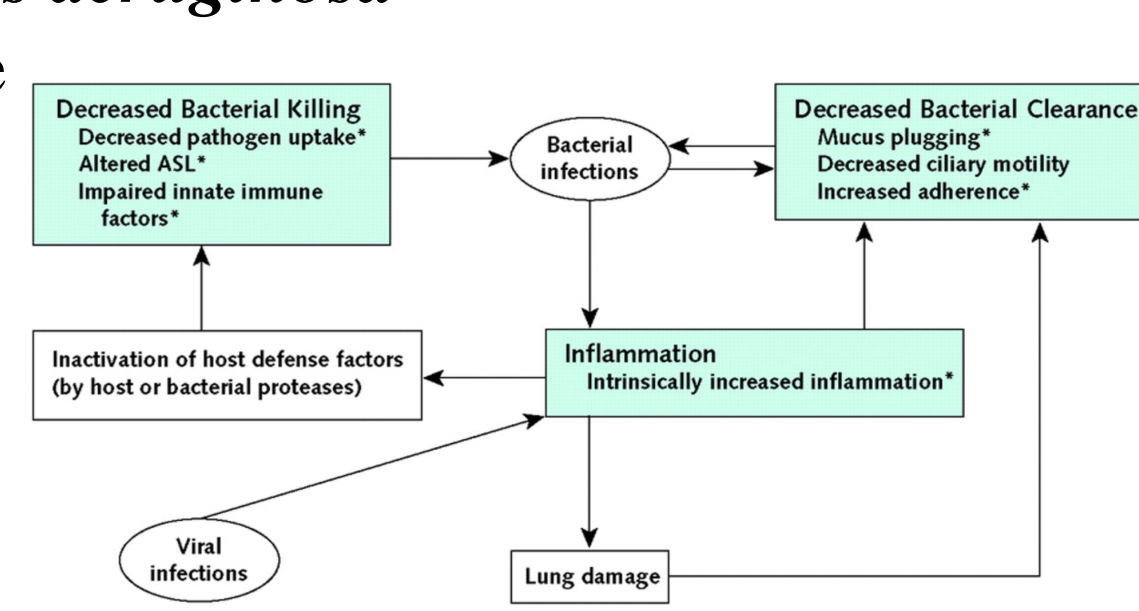 aeruginosa
Decreased Bacterial Killing
Decreased pathogen uptake*
Altered ASL*
Impaired innate immune
factors*
Bacterial
infections
Decreased Bacterial Clearance
Mucus plugging*
Decreased ciliary motility
Increased adherence*
Inactivation of host defense factors
(by host or bacterial proteases)
Inflammation
Intrinsically increased inflammation*
Viral
infections
Lung damage